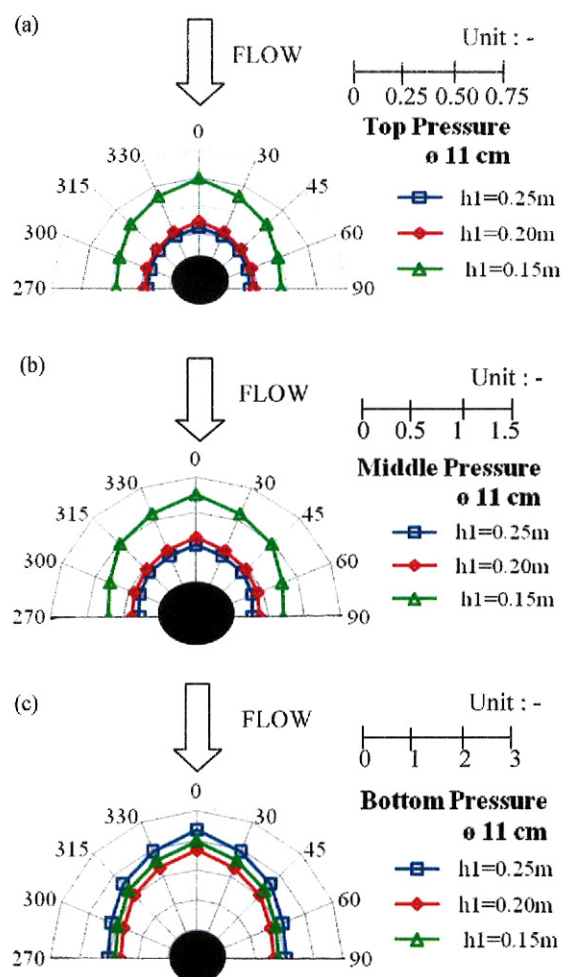 (a)
FLOW
Unit : -
0 0.25 0.50 0.75
Top Pressure
ø 11 cm
h1=0.25m
h1=0.20m
h1=0.15m
0
330 30
315 45
300 60
270 90
(b)
FLOW
Unit : -
0 0.5 1 1.5
Middle Pressure
ø 11 cm
h1=0.25m
h1=0.20m
h1=0.15m
0
330 30
315 45
300 60
270 90
(c)
FLOW
Unit : -
0 1 2 3
Bottom Pressure
ø 11 cm
h1=0.25m
h1=0.20m
h1=0.15m
0
330 30
315 45
300 60
270 90